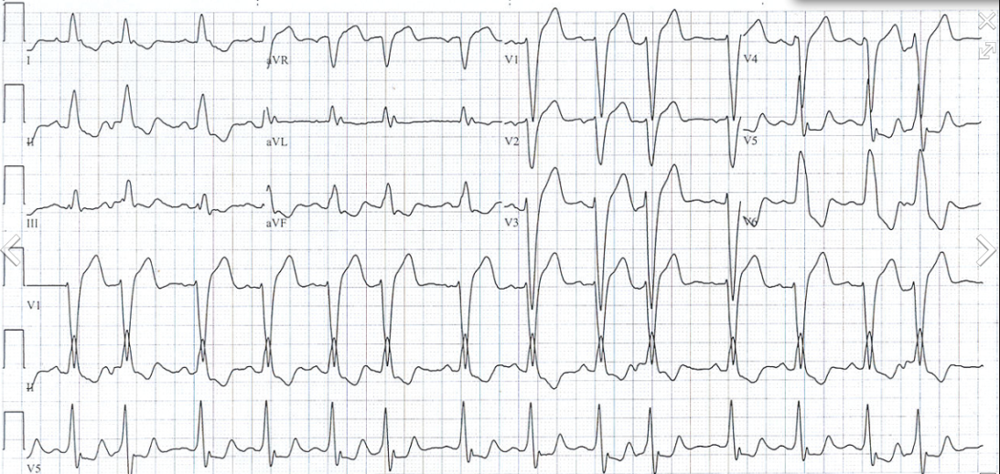 I aVR V1 V4
II aVL V2 V5
III aVF V3 V6
V1
II
V5